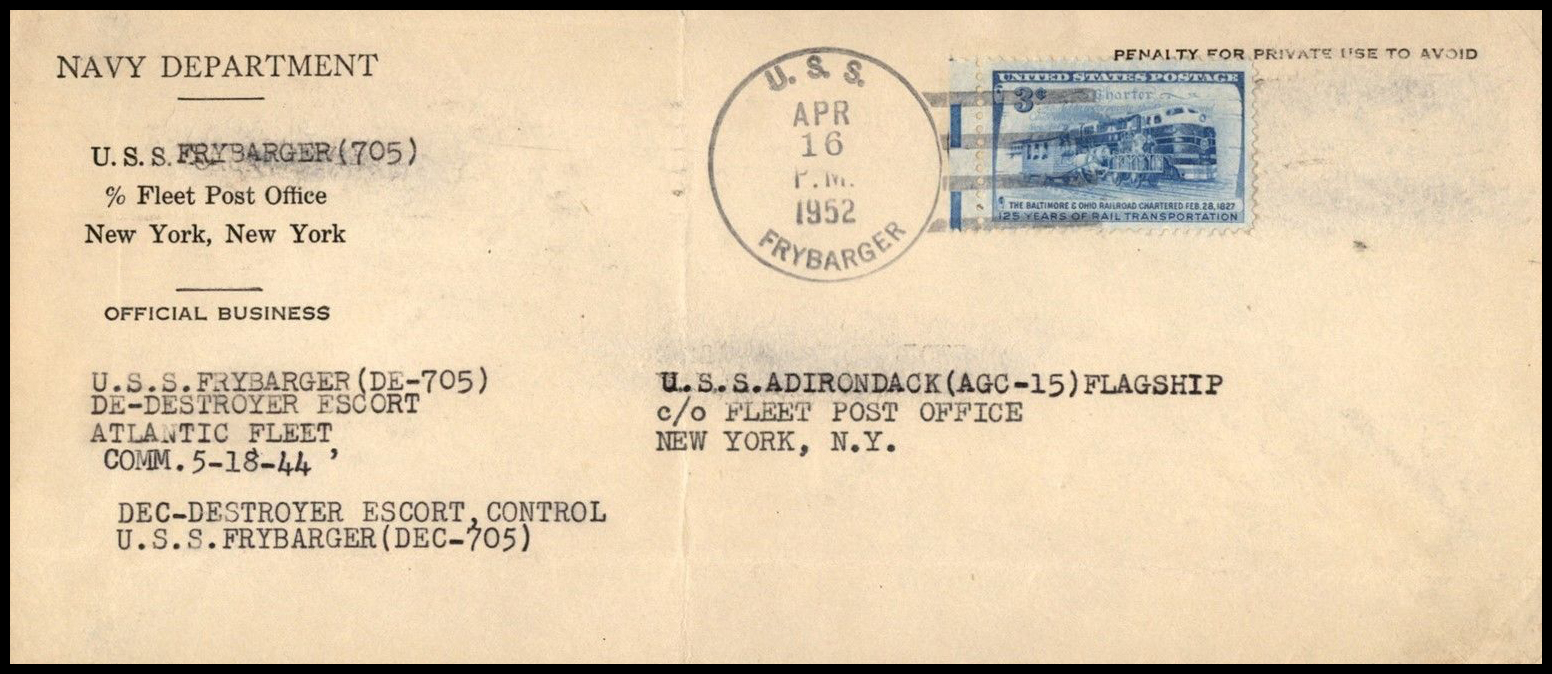 NAVY DEPARTMENT
U.S.S. FRYBARGER(705)
% Fleet Post Office
New York, New York
OFFICIAL BUSINESS
U. S. S.
APR
16
P.M.
1952
FRYBARGER
PENALTY FOR PRIVATE USE TO AVOID
UNITED STATES POSTAGE
3¢
Charter
THE BALTIMORE & OHIO RAILROAD CHARTERED FEB. 28, 1827
125 YEARS OF RAIL TRANSPORTATION
U.S.S.FRYBARGER(DE-705)
DE-DESTROYER ESCORT
ATLANTIC FLEET
COMM.5-18-44 '
DEC-DESTROYER ESCORT,CONTROL
U.S.S.FRYBARGER(DEC-705)
U.S.S.ADIRONDACK(AGC-15)FLAGSHIP
c/o FLEET POST OFFICE
NEW YORK, N.Y.